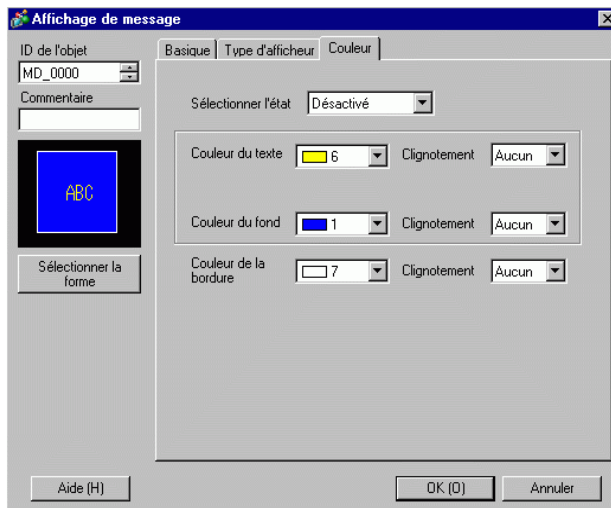 Affichage de message
ID de l'objet
MD_0000
Commentaire
ABC
Sélectionner la
forme
Basique
Type d'afficheur
Couleur
Sélectionner l'état
Désactivé
Couleur du texte
6
Clignotement
Aucun
Couleur du fond
1
Clignotement
Aucun
Couleur de la
bordure
7
Clignotement
Aucun
Aide (H)
OK (O)
Annuler